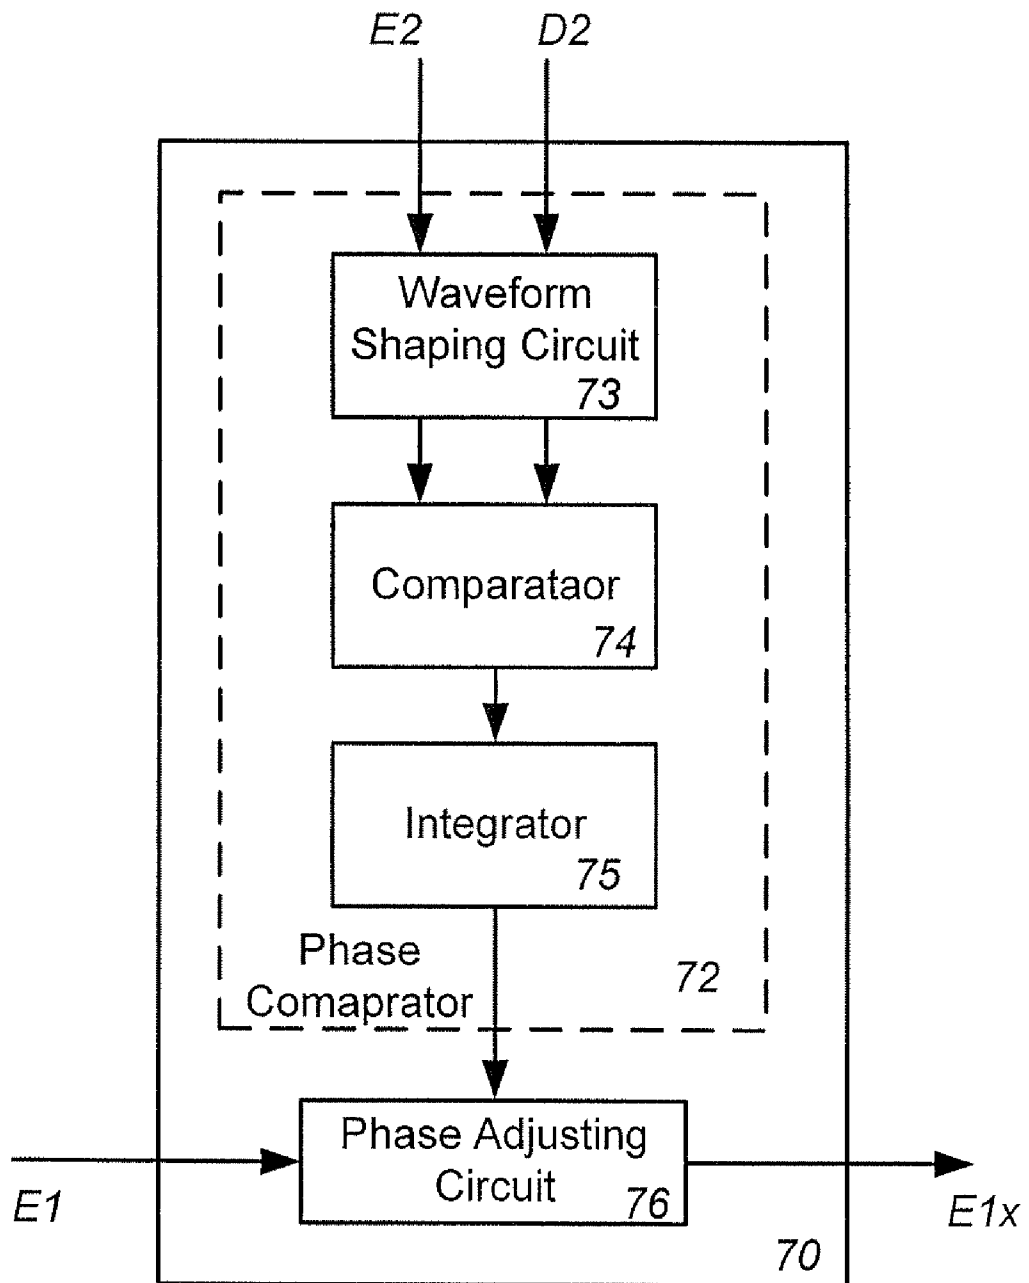 E2 D2
Waveform
Shaping Circuit
73
Comparataor
74
Integrator
75
Phase
Comaprator
72
Phase Adjusting
Circuit
76
E1
E1x
70